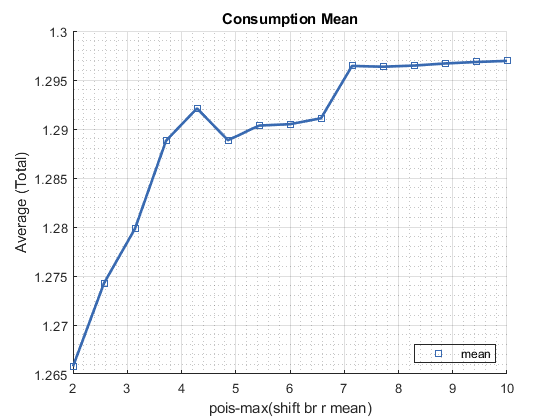 Consumption Mean
1.3
1.295
1.29
1.285
1.28
1.275
1.27
1.265
Average (Total)
2 3 4 5 6 7 8 9 10
pois-max(shift br r mean)
mean